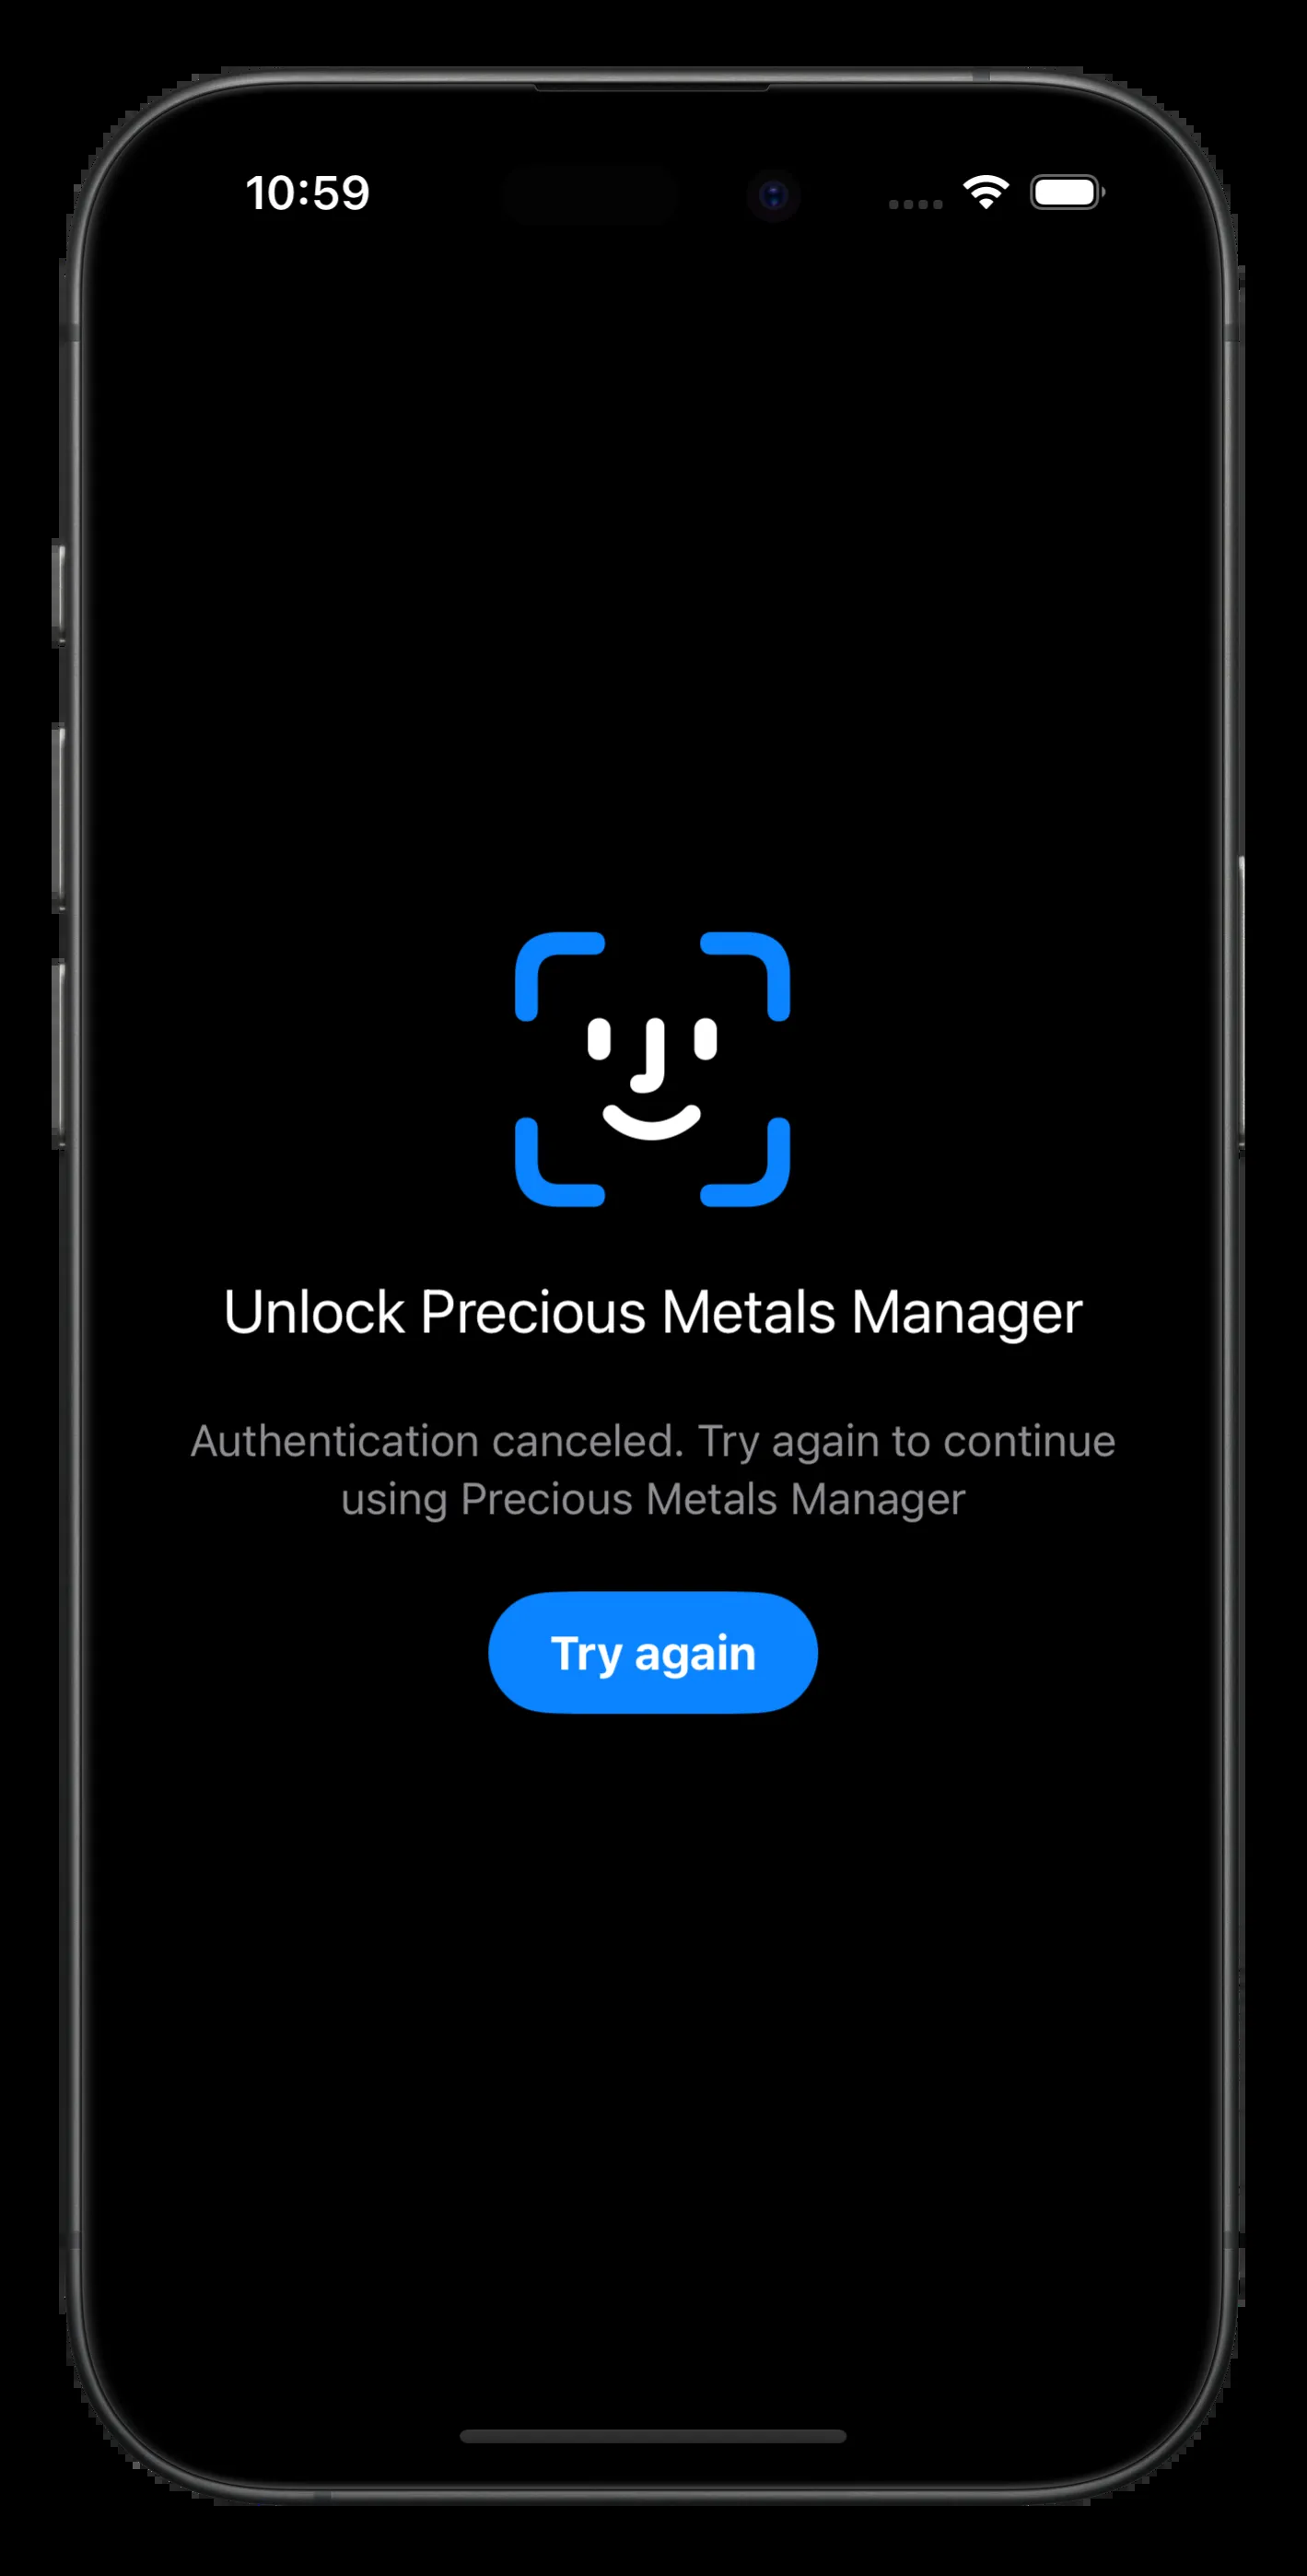 10:59
Unlock Precious Metals Manager
Authentication canceled. Try again to continue
using Precious Metals Manager
Try again